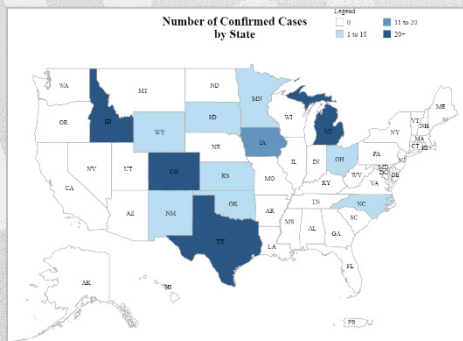 Number of Confirmed Cases
by State
Legend
0
11 to 20
1 to 10
20+
WA
MT
ND
MN
ME
OR
ID
WY
SD
WI
MI
VT
NH
NY
MA
CT
RI
NV
UT
CO
NE
IA
IL
IN
OH
PA
NJ
MD
DE
DC
CA
KS
MO
KY
WV
VA
AZ
NM
OK
AR
TN
NC
SC
TX
LA
MS
AL
GA
FL
AK
HI
PR